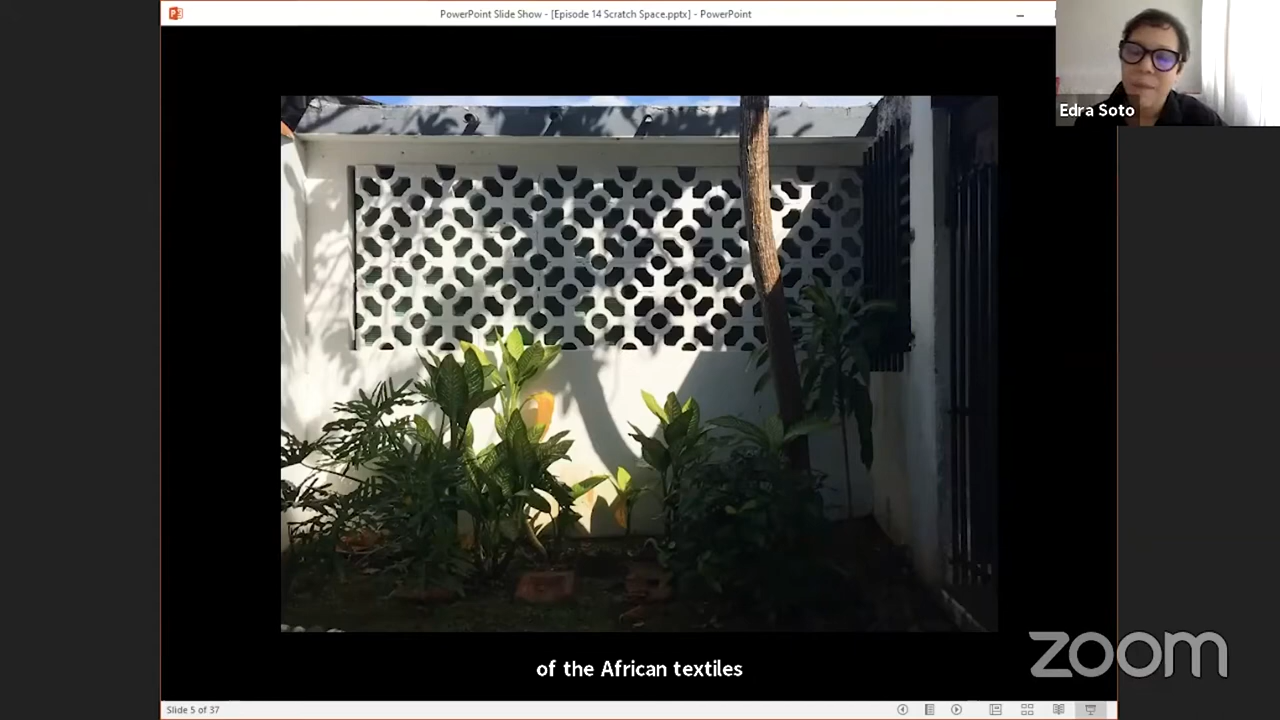 PowerPoint Slide Show - [Episode 14 Scratch Space.pptx] - PowerPoint
Edra Soto
of the African textiles
zoom
Slide 5 of 37